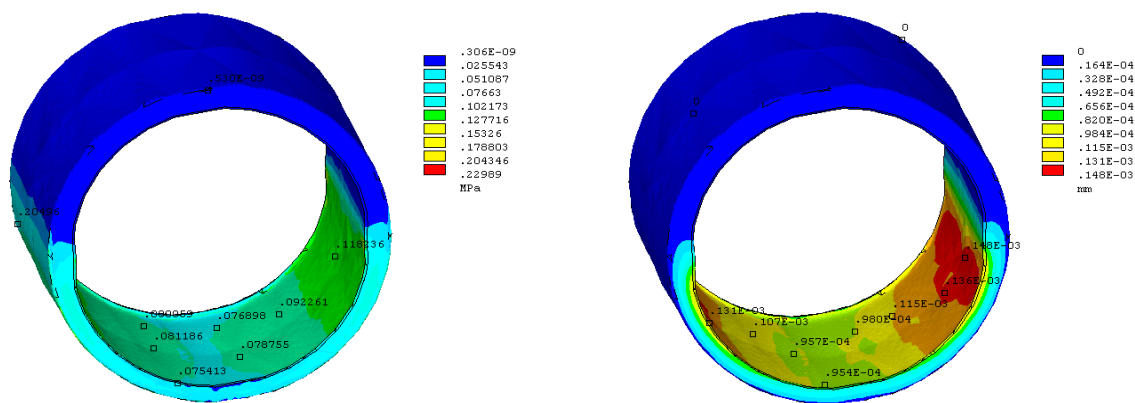 .306E-09
.025543
.051087
.07663
.102173
.127716
.15326
.178803
.204346
.22989
MPa
.20496
.118236
.092261
.076898
.081186
.078755
.075413
0
.164E-04
.328E-04
.492E-04
.656E-04
.820E-04
.984E-04
.115E-03
.131E-03
.148E-03
mm
0
0
.148E-03
.136E-03
.115E-03
.131E-03
.107E-03
.980E-04
.957E-04
.954E-04